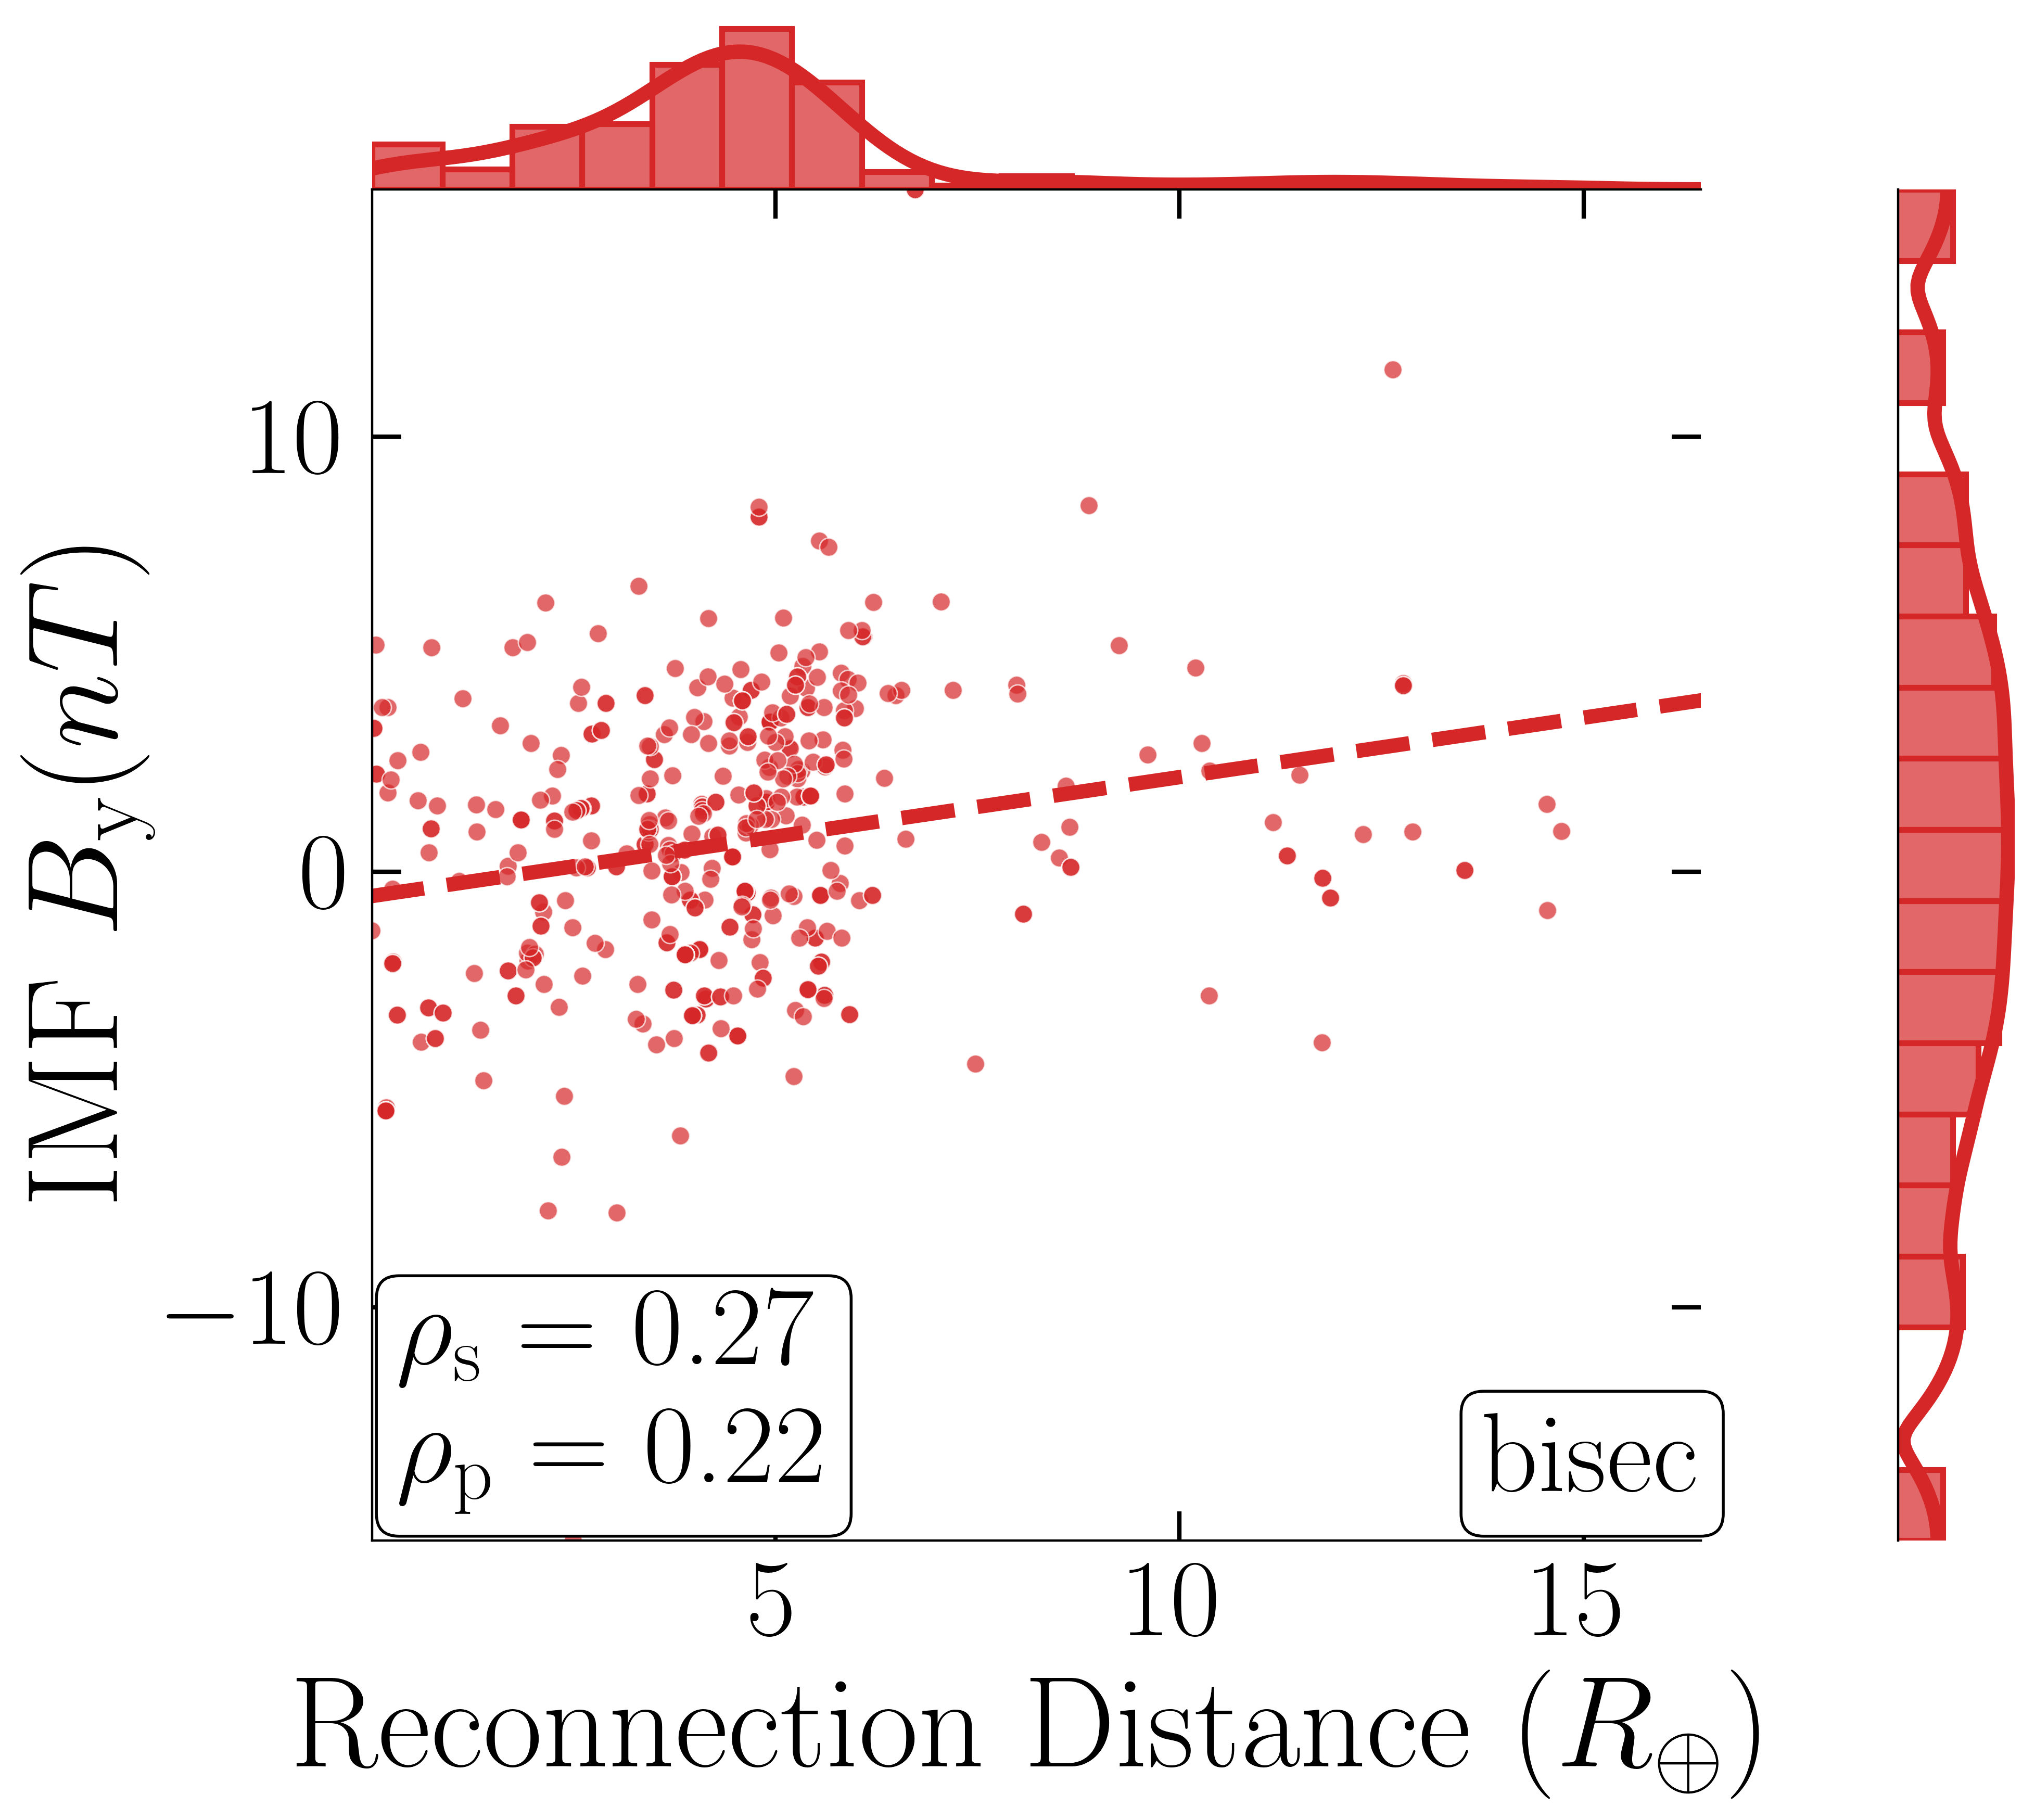 IMF B_y (nT)
10
0
−10
ρ_s = 0.27
ρ_p = 0.22
bisec
5 10 15
Reconnection Distance (R_⊕)